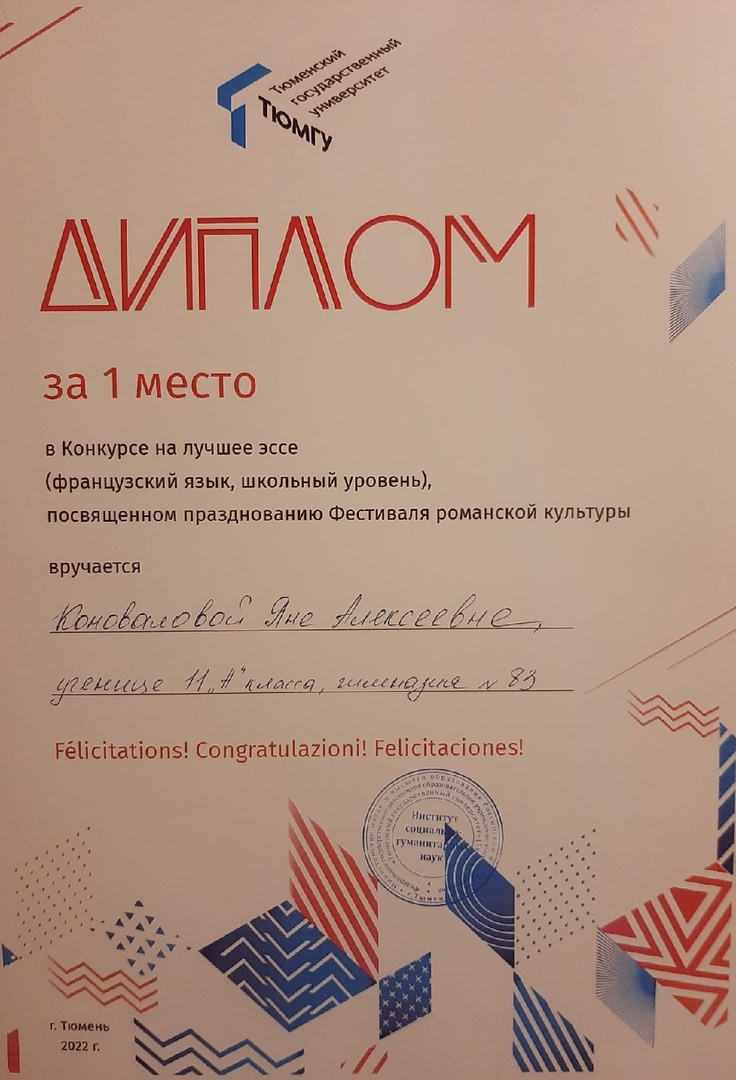 Тюменский
государственный
университет
ТЮМГУ
ДИПЛОМ
за 1 место
в Конкурсе на лучшее эссе
(французский язык, школьный уровень),
посвященном празднованию Фестиваля романской культуры
вручается
Коноваловой Яне Алексеевне,
ученице 11 „А" класса, гимназия № 83
Félicitations! Congratulazioni! Felicitaciones!
Институт
гуманита
наук
г. Тюмень
2022 г.